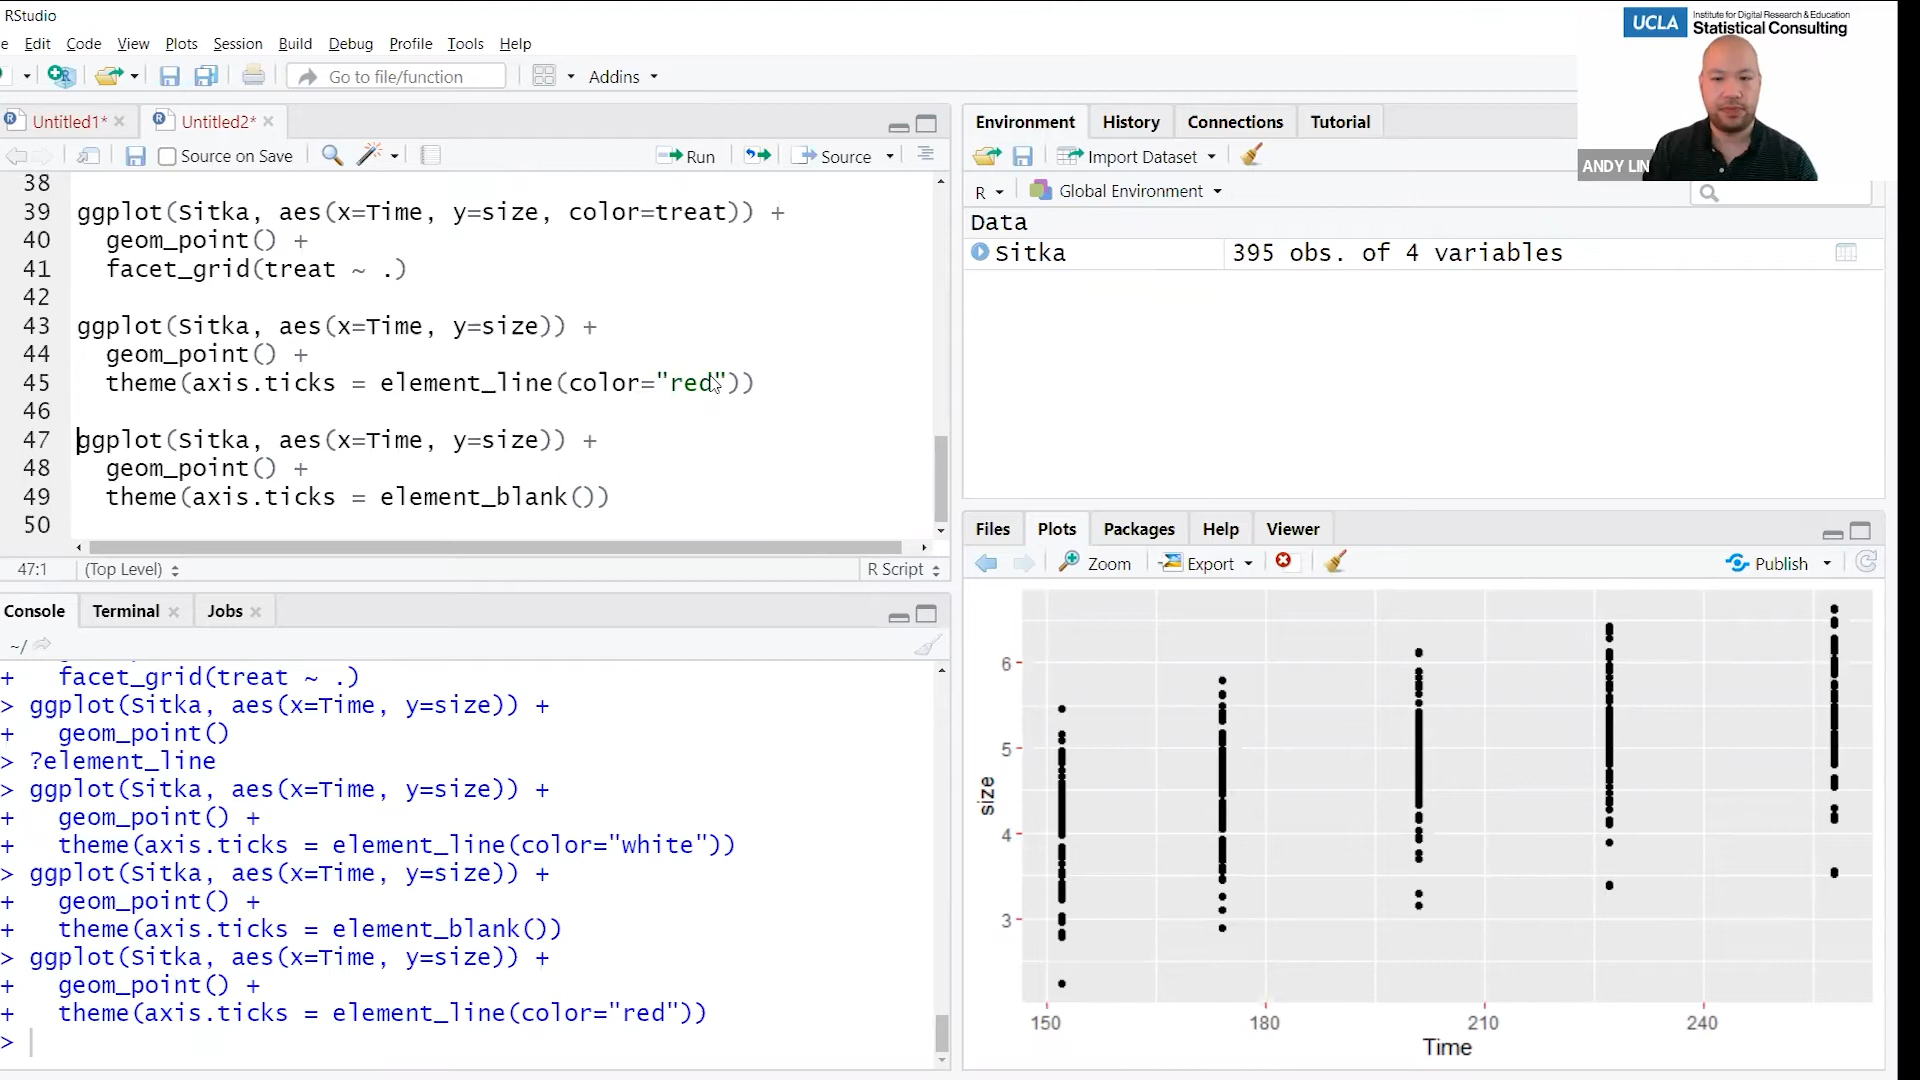 RStudio
e Edit Code View Plots Session Build Debug Profile Tools Help
Go to file/function Addins
UCLA Institute for Digital Research & Education
Statistical Consulting
ANDY LIN
Untitled1* Untitled2*
Source on Save Run Source
38
39 ggplot(Sitka, aes(x=Time, y=size, color=treat)) +
40 geom_point() +
41 facet_grid(treat ~ .)
42
43 ggplot(Sitka, aes(x=Time, y=size)) +
44 geom_point() +
45 theme(axis.ticks = element_line(color="red"))
46
47 ggplot(Sitka, aes(x=Time, y=size)) +
48 geom_point() +
49 theme(axis.ticks = element_blank())
50
47:1 (Top Level) R Script
Console Terminal Jobs
~/
+ facet_grid(treat ~ .)
> ggplot(Sitka, aes(x=Time, y=size)) +
+ geom_point()
> ?element_line
> ggplot(Sitka, aes(x=Time, y=size)) +
+ geom_point() +
+ theme(axis.ticks = element_line(color="white"))
> ggplot(Sitka, aes(x=Time, y=size)) +
+ geom_point() +
+ theme(axis.ticks = element_blank())
> ggplot(Sitka, aes(x=Time, y=size)) +
+ geom_point() +
+ theme(axis.ticks = element_line(color="red"))
>
Environment History Connections Tutorial
Import Dataset
R Global Environment
Data
Sitka 395 obs. of 4 variables
Files Plots Packages Help Viewer
Zoom Export Publish
6
5
size
4
3
150 180 210 240
Time